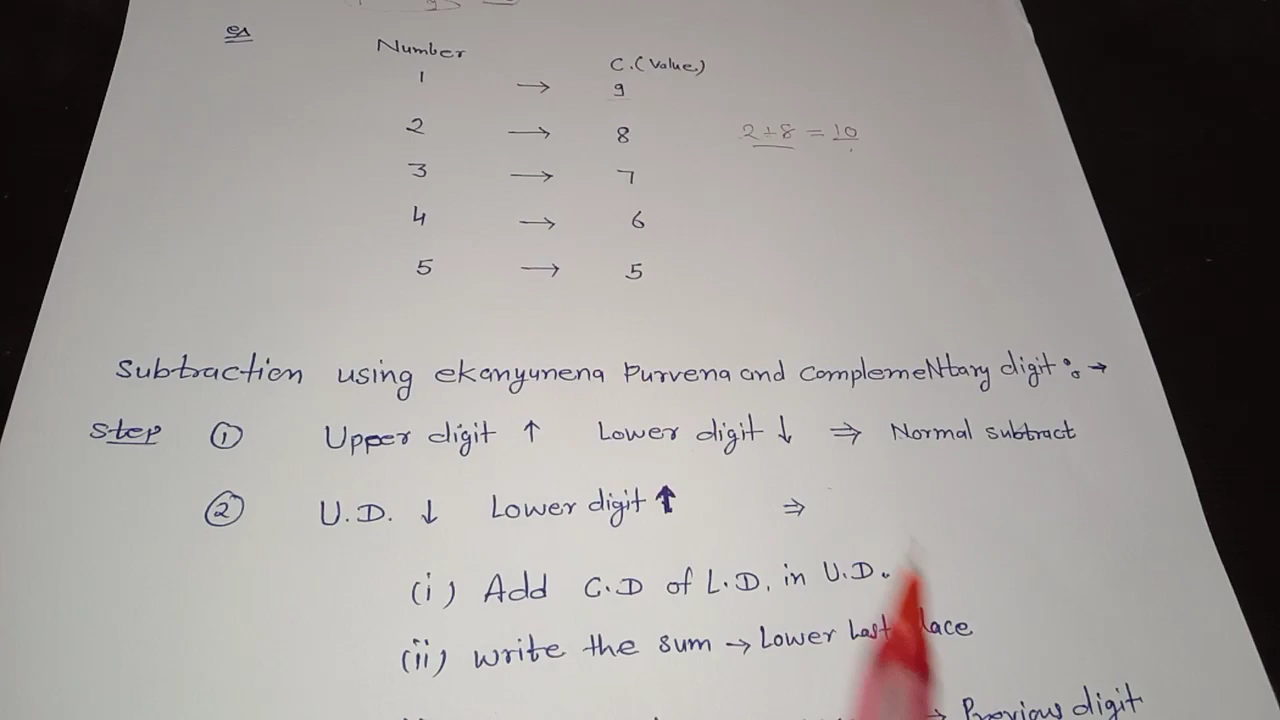 eg
Number C.(Value)
1 → 9
2 → 8 2+8 = 10
3 → 7
4 → 6
5 → 5
Subtraction using ekanyunena Purvena and complementary digit :→
Step ① Upper digit ↑ Lower digit ↓ ⇒ Normal subtract
② U.D. ↓ Lower digit ↑ ⇒
(i) Add C.D of L.D. in U.D.
(ii) Write the sum → Lower Last
→ Previous digit